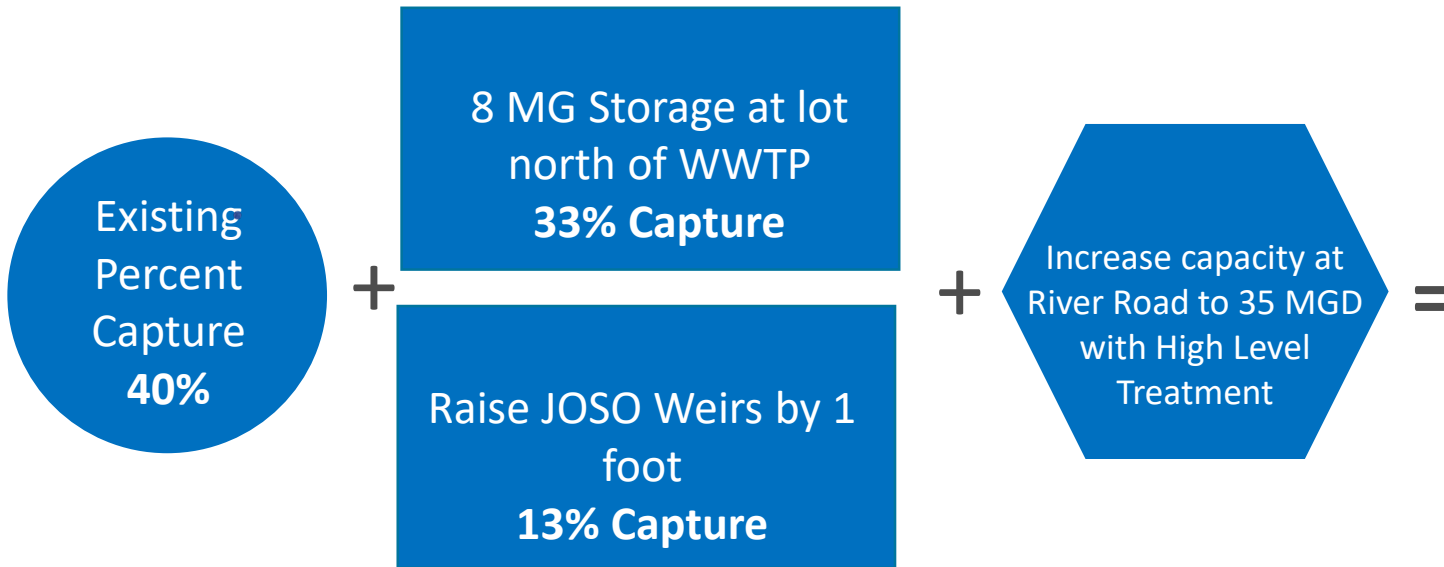 Existing
Percent
Capture
40%
+
8 MG Storage at lot
north of WWTP
33% Capture
Raise JOSO Weirs by 1
foot
13% Capture
+
Increase capacity at
River Road to 35 MGD
with High Level
Treatment
=